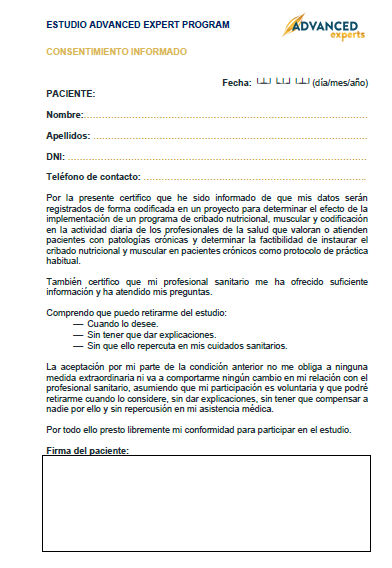 ESTUDIO ADVANCED EXPERT PROGRAM
ADVANCED
experts
CONSENTIMIENTO INFORMADO
Fecha: (día/mes/año)
PACIENTE:
Nombre:
Apellidos:
DNI:
Teléfono de contacto:
Por la presente certifico que he sido informado de que mis datos serán
registrados de forma codificada en un proyecto para determinar el efecto de la
implementación de un programa de cribado nutricional, muscular y codificación
en la actividad diaria de los profesionales de la salud que valoran o atienden
pacientes con patologías crónicas y determinar la factibilidad de instaurar el
cribado nutricional y muscular en pacientes crónicos como protocolo de práctica
habitual.
También certifico que mi profesional sanitario me ha ofrecido suficiente
información y ha atendido mis preguntas.
Comprendo que puedo retirarme del estudio:
— Cuando lo desee.
— Sin tener que dar explicaciones.
— Sin que ello repercuta en mis cuidados sanitarios.
La aceptación por mi parte de la condición anterior no me obliga a ninguna
medida extraordinaria ni va a comportarme ningún cambio en mi relación con el
profesional sanitario, asumiendo que mi participación es voluntaria y que podré
retirarme cuando lo considere, sin dar explicaciones, sin tener que compensar a
nadie por ello y sin repercusión en mi asistencia médica.
Por todo ello presto libremente mi conformidad para participar en el estudio.
Firma del paciente: